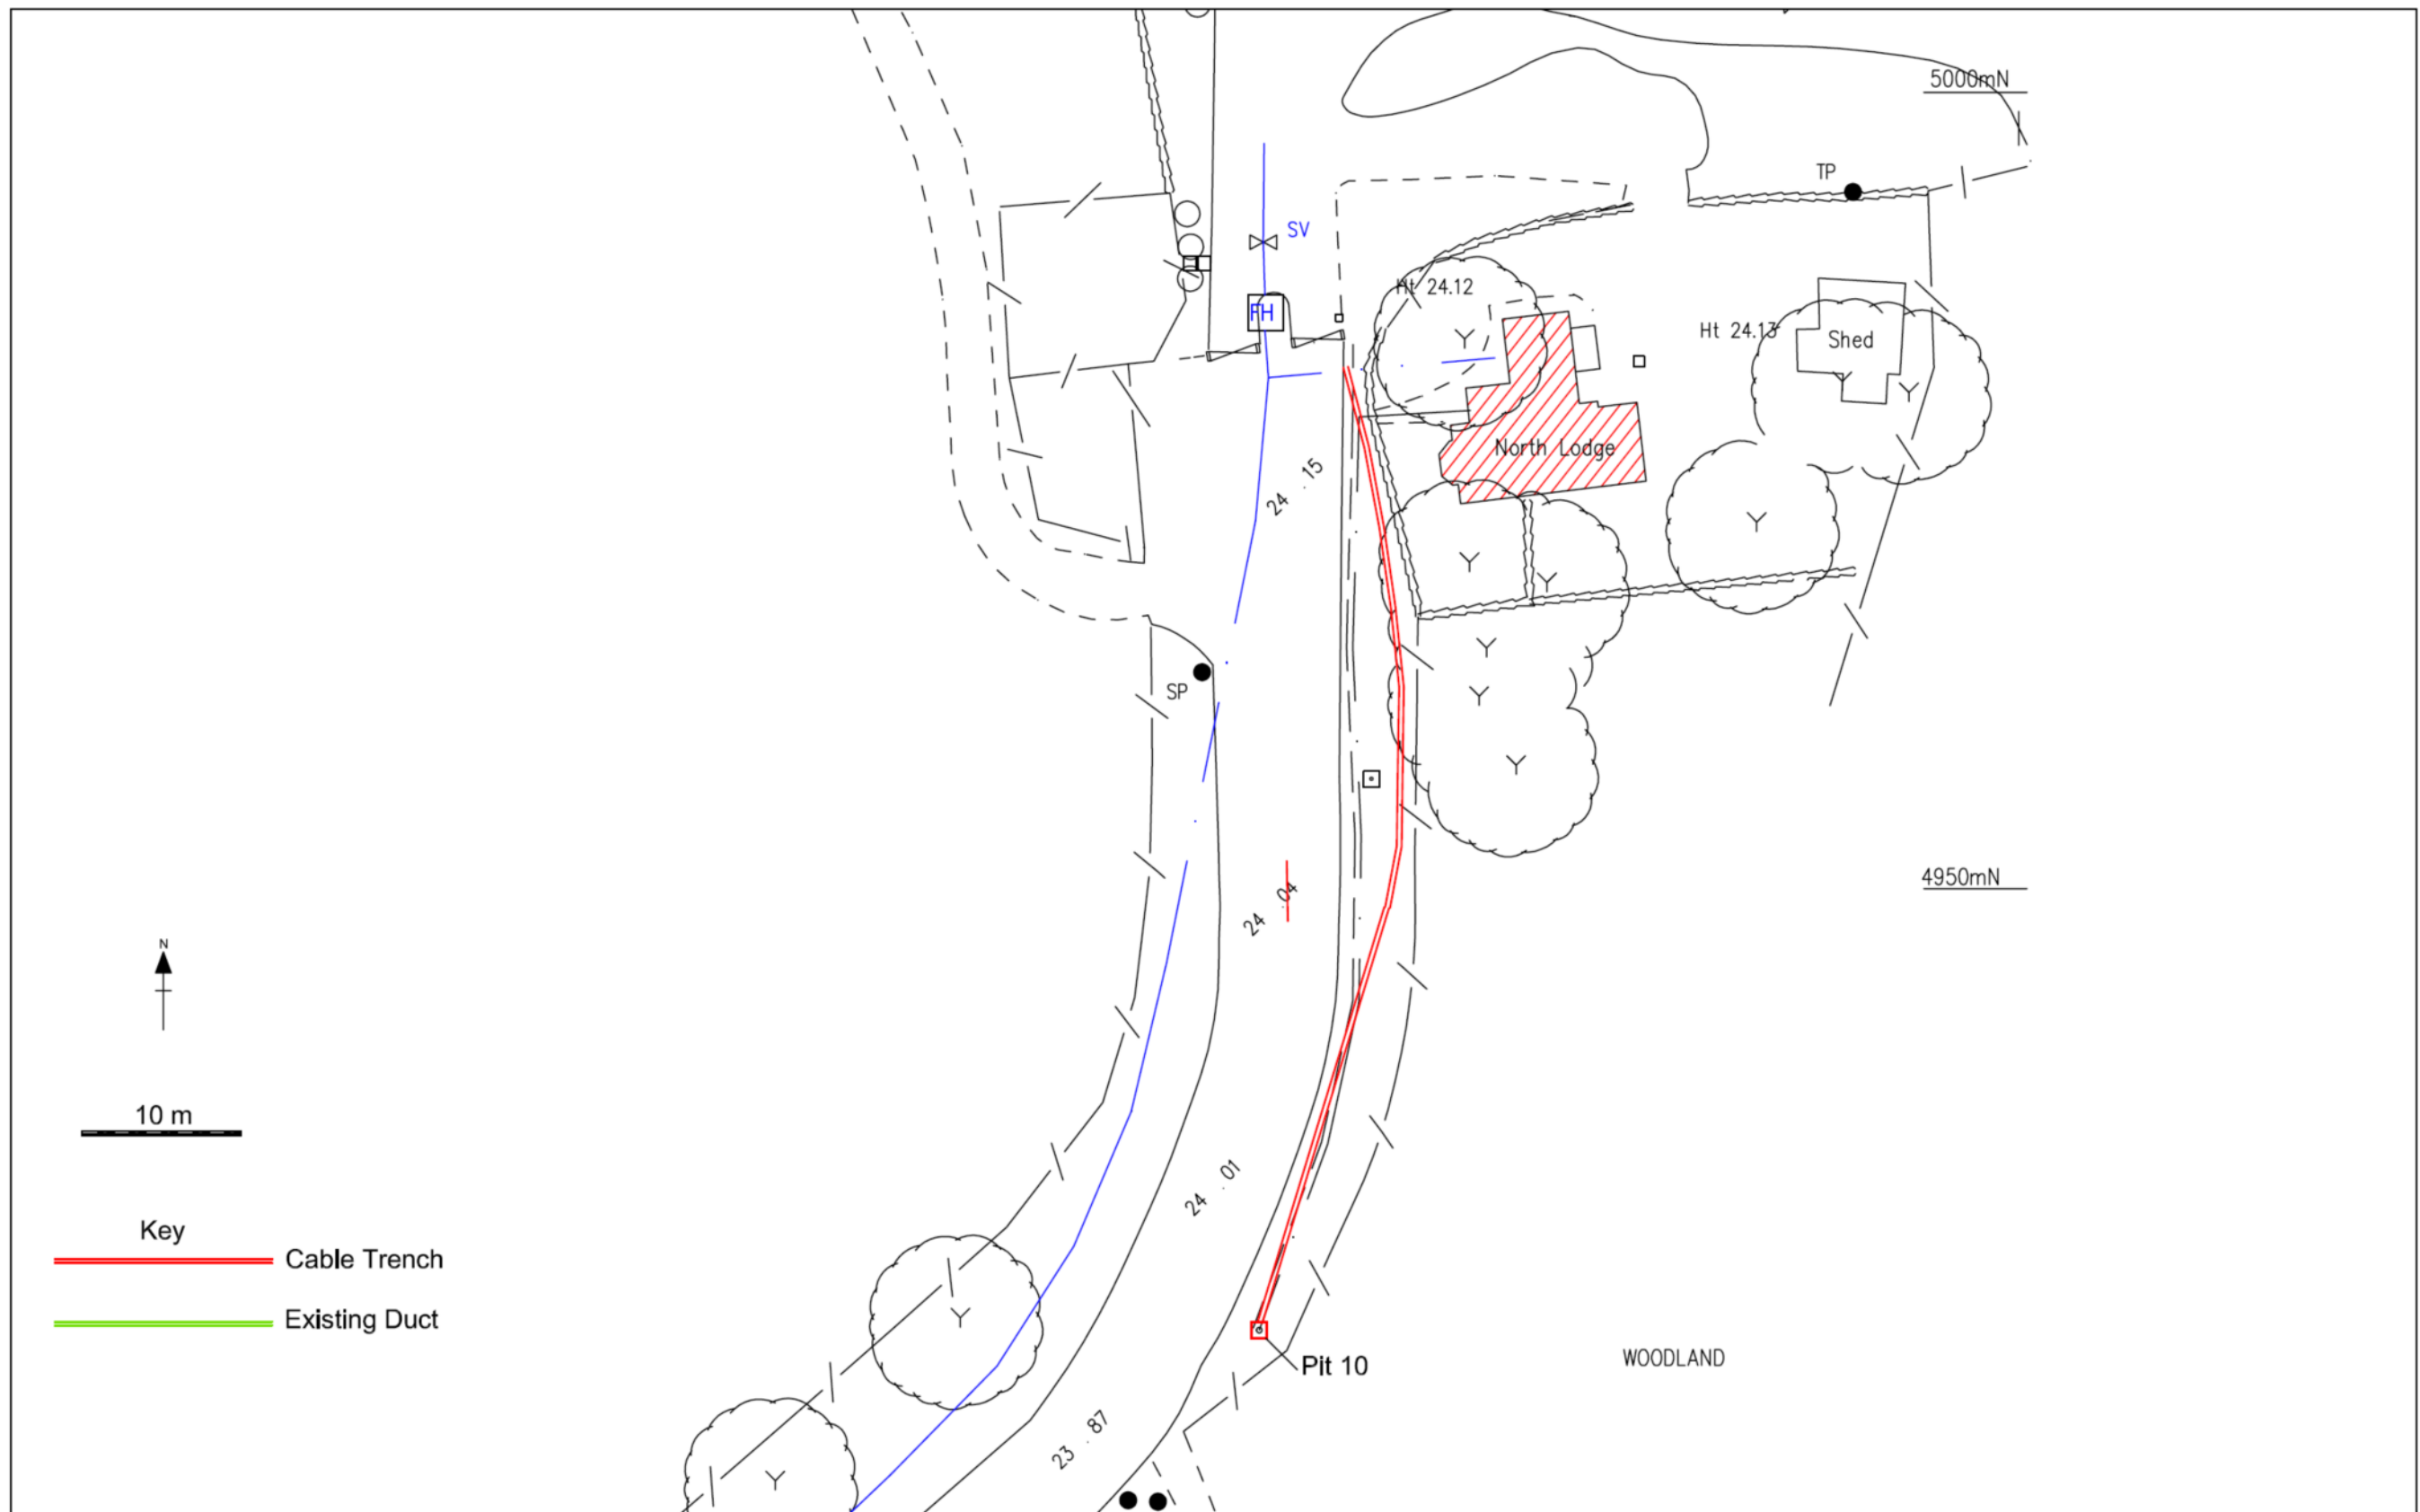 5000mN
TP
SV
Ht 24.12
FH
Ht 24.13
Shed
North Lodge
24 .15
SP
4950mN
24 .04
N
10 m
24 .01
Key
Cable Trench
Existing Duct
WOODLAND
Pit 10
23 .87